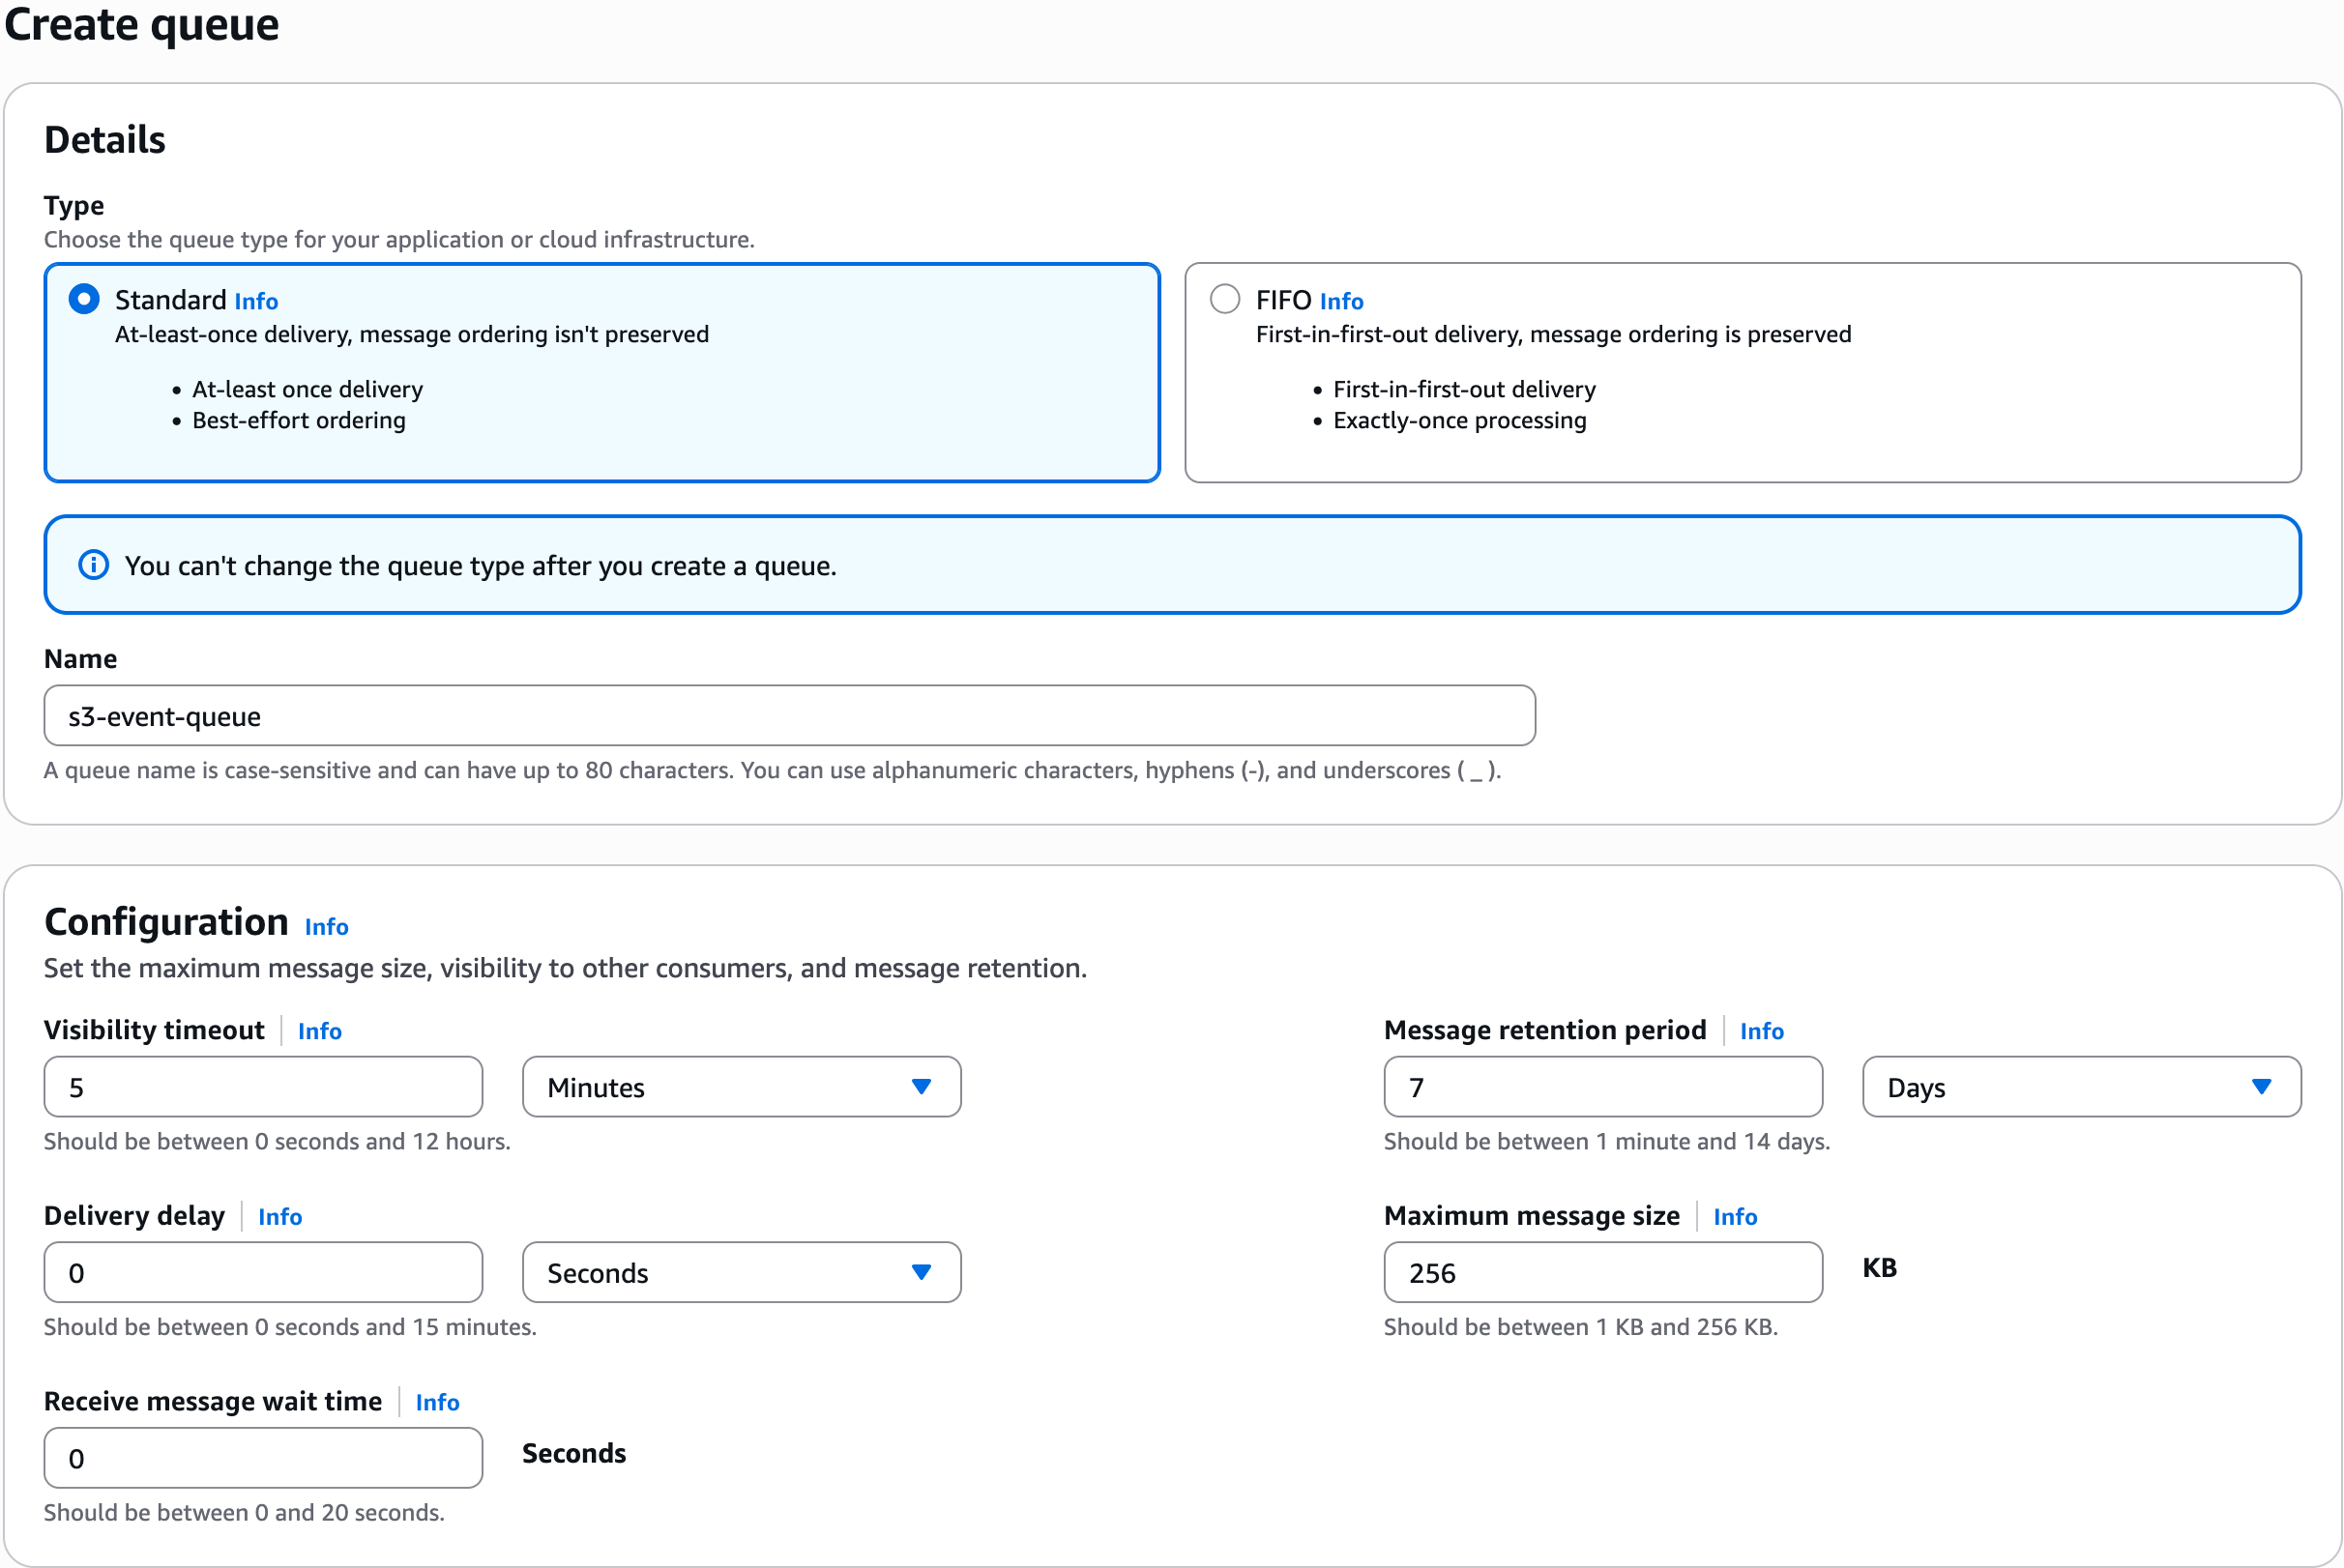 Create queue
Details
Type
Choose the queue type for your application or cloud infrastructure.
Standard Info
At-least-once delivery, message ordering isn't preserved
• At-least once delivery
• Best-effort ordering
FIFO Info
First-in-first-out delivery, message ordering is preserved
• First-in-first-out delivery
• Exactly-once processing
You can't change the queue type after you create a queue.
Name
s3-event-queue
A queue name is case-sensitive and can have up to 80 characters. You can use alphanumeric characters, hyphens (-), and underscores ( _ ).
Configuration Info
Set the maximum message size, visibility to other consumers, and message retention.
Visibility timeout Info
5 Minutes
Should be between 0 seconds and 12 hours.
Message retention period Info
7 Days
Should be between 1 minute and 14 days.
Delivery delay Info
0 Seconds
Should be between 0 seconds and 15 minutes.
Maximum message size Info
256 KB
Should be between 1 KB and 256 KB.
Receive message wait time Info
0 Seconds
Should be between 0 and 20 seconds.